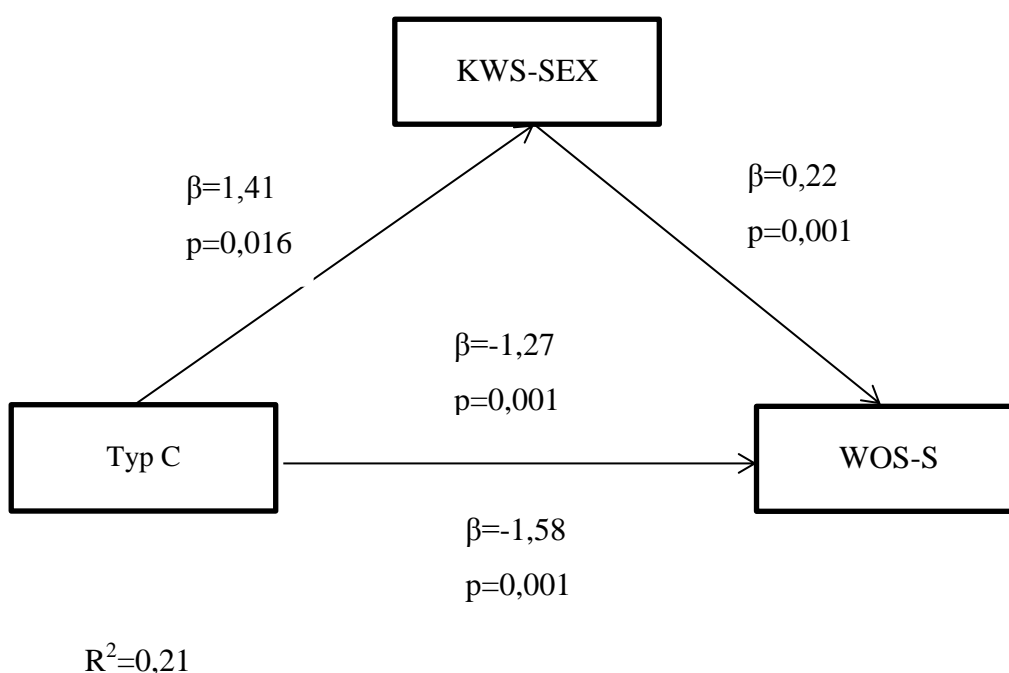 KWS-SEX
β=1,41
p=0,016
β=0,22
p=0,001
β=-1,27
p=0,001
Typ C
WOS-S
β=-1,58
p=0,001
R²=0,21